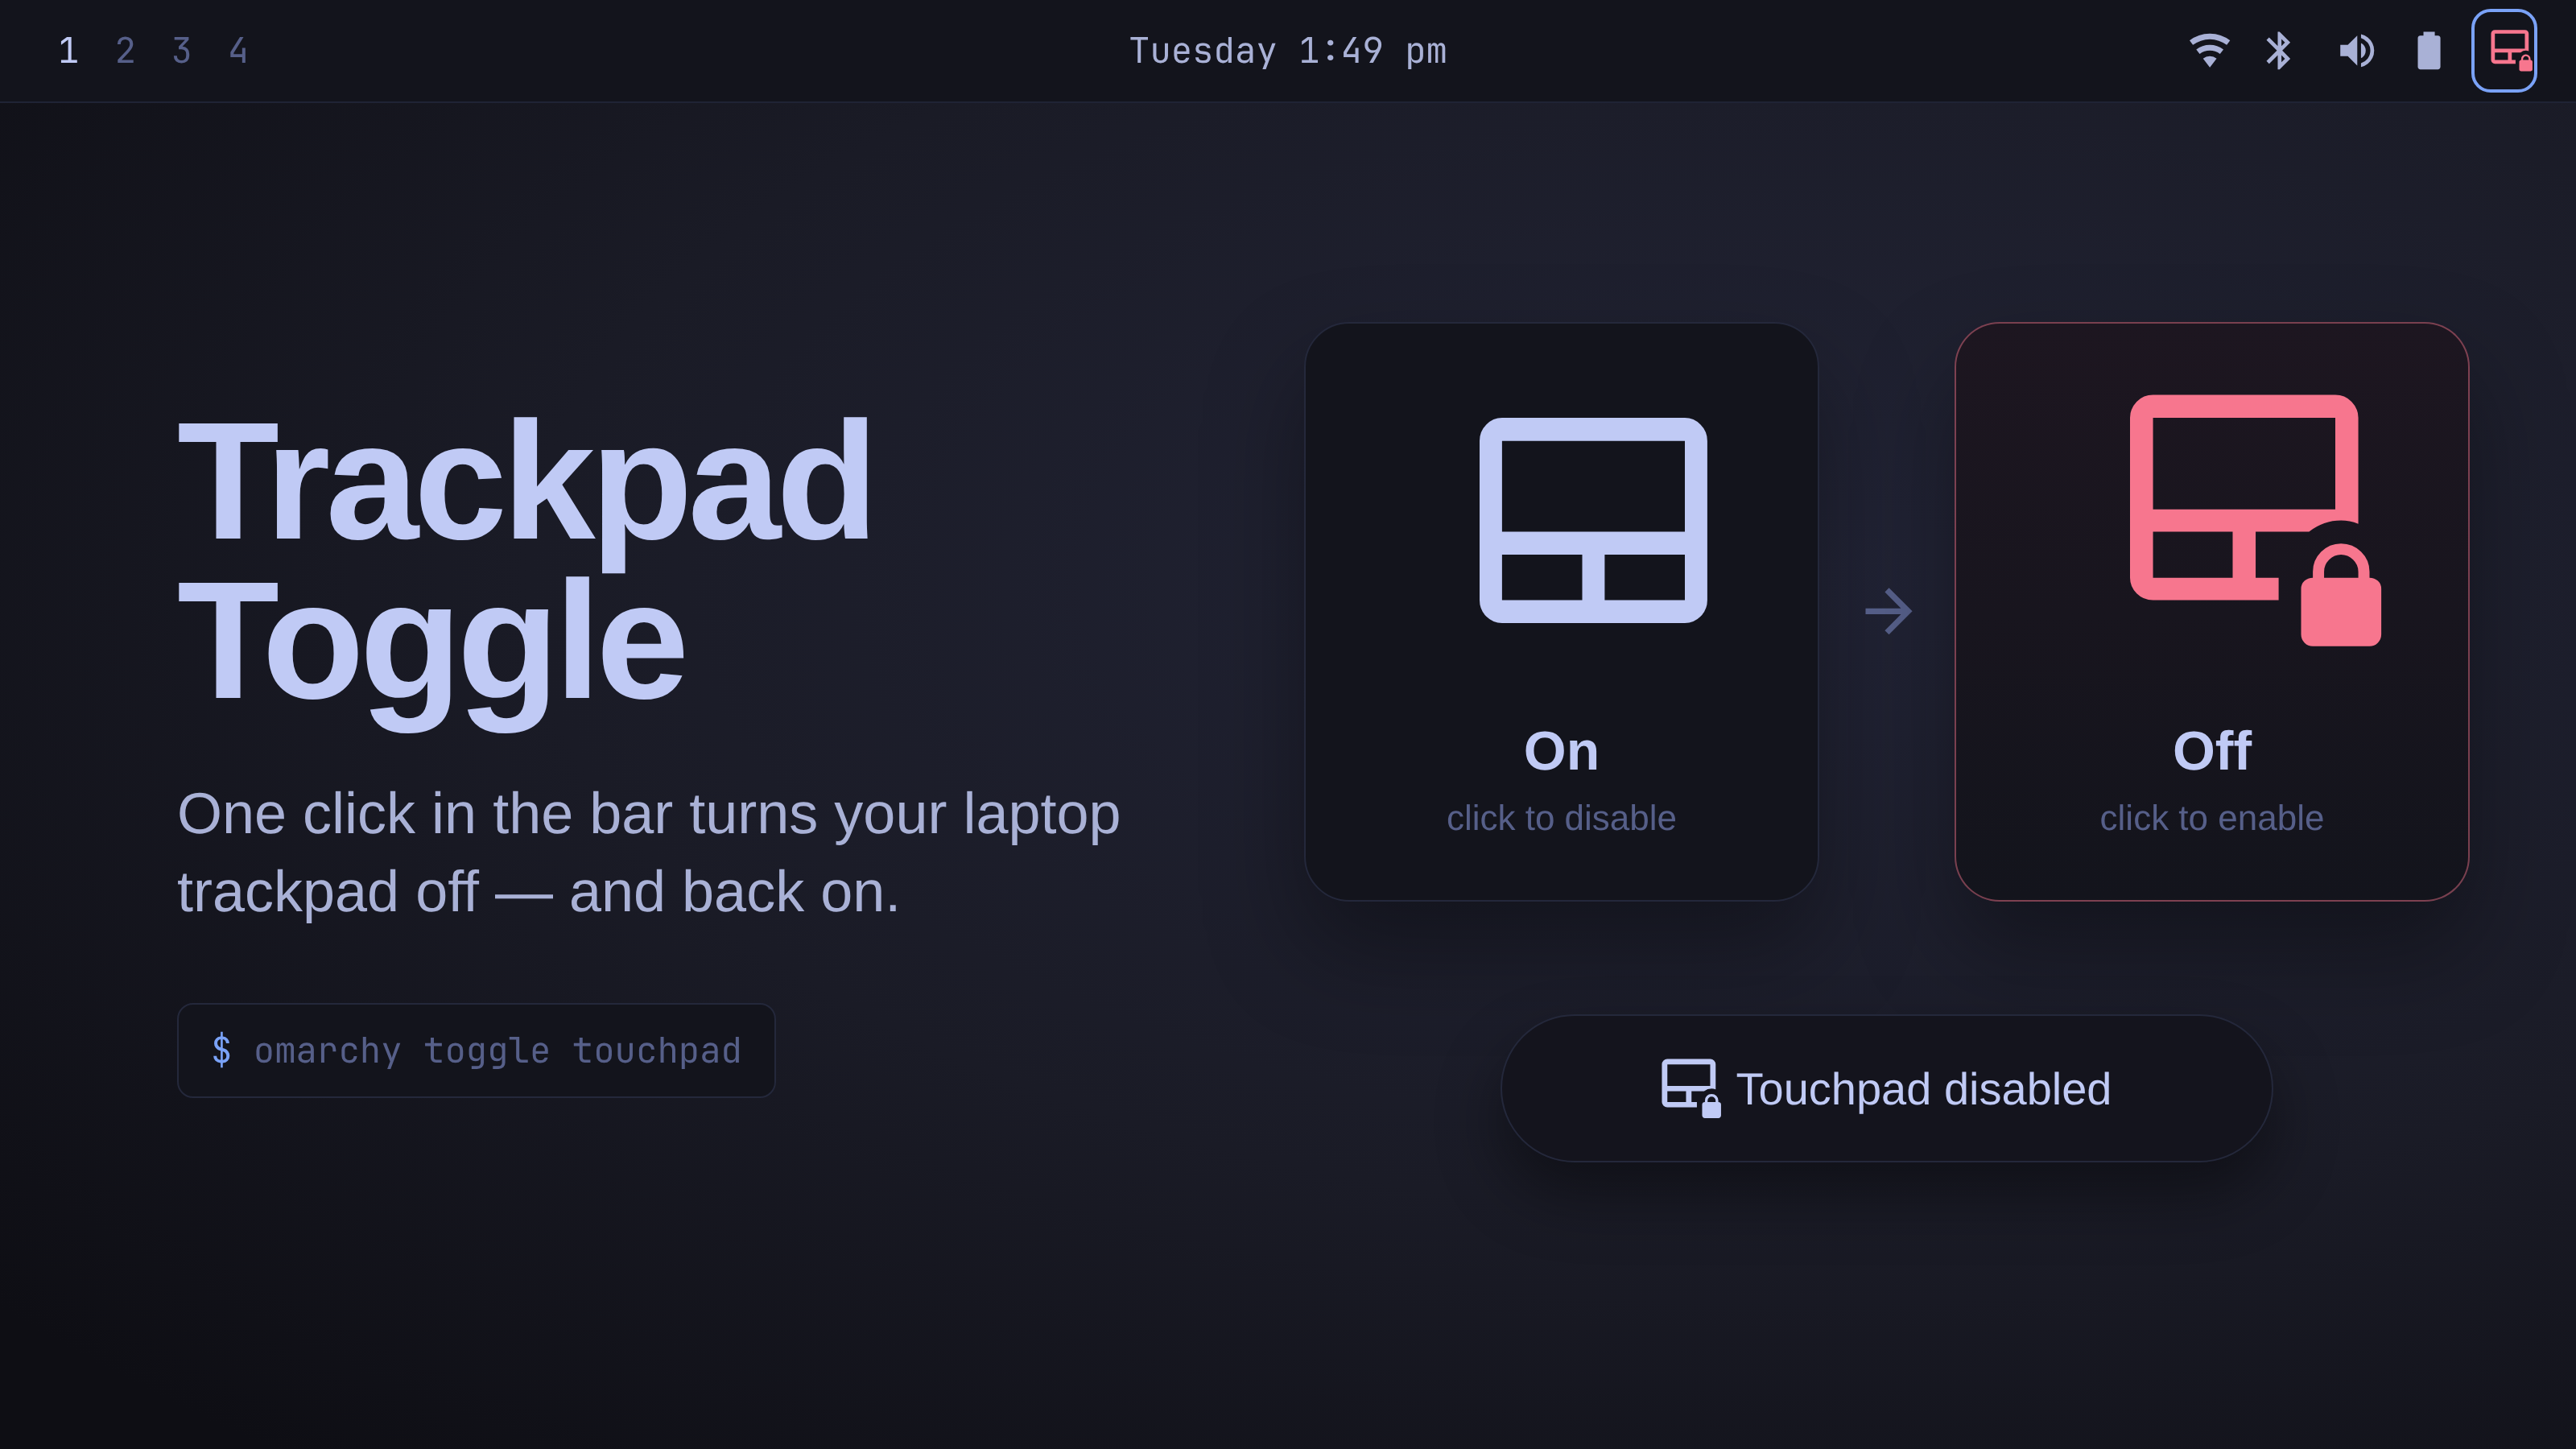 1 2 3 4
Tuesday 1:49 pm
Trackpad
Toggle
One click in the bar turns your laptop
trackpad off — and back on.
$ omarchy toggle touchpad
On
click to disable
Off
click to enable
Touchpad disabled